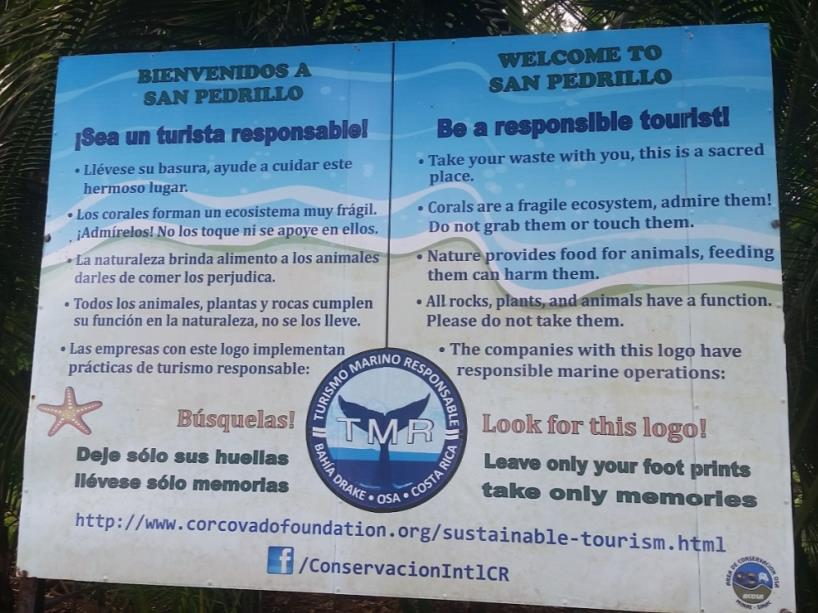 BIENVENIDOS A
SAN PEDRILLO
¡Sea un turista responsable!
• Llévese su basura, ayude a cuidar este
hermoso lugar.
• Los corales forman un ecosistema muy frágil.
¡Admírelos! No los toque ni se apoye en ellos.
• La naturaleza brinda alimento a los animales
darles de comer los perjudica.
• Todos los animales, plantas y rocas cumplen
su función en la naturaleza, no se los lleve.
• Las empresas con este logo implementan
prácticas de turismo responsable:
Búsquelas!
Deje sólo sus huellas
llévese sólo memorias
WELCOME TO
SAN PEDRILLO
Be a responsible tourist!
• Take your waste with you, this is a sacred
place.
• Corals are a fragile ecosystem, admire them!
Do not grab them or touch them.
• Nature provides food for animals, feeding
them can harm them.
• All rocks, plants, and animals have a function.
Please do not take them.
• The companies with this logo have
responsible marine operations:
Look for this logo!
Leave only your foot prints
take only memories
TURISMO MARINO RESPONSABLE
TMR
BAHÍA DRAKE • OSA • COSTA RICA
http://www.corcovadofoundation.org/sustainable-tourism.html
f /ConservacionIntlCR
AREA DE CONSERVACION OSA
ACOSA